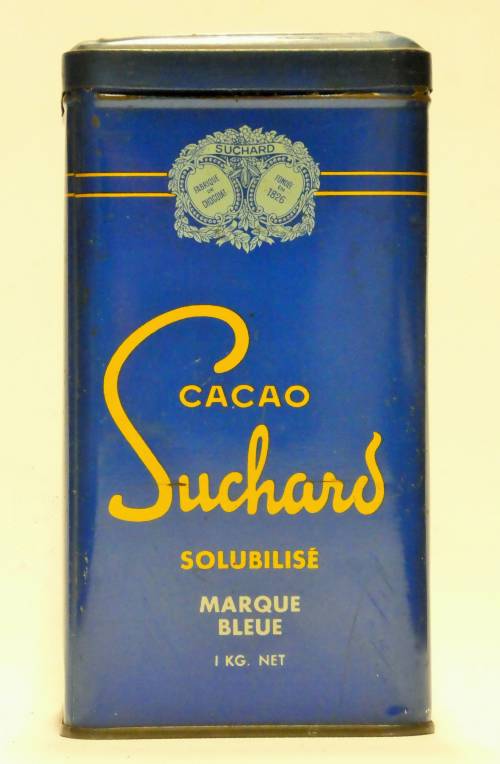 SUCHARD
FABRIQUE
DE
CHOCOLAT
FONDÉE
EN
1826
CACAO
Suchard
SOLUBILISÉ
MARQUE
BLEUE
1 KG. NET